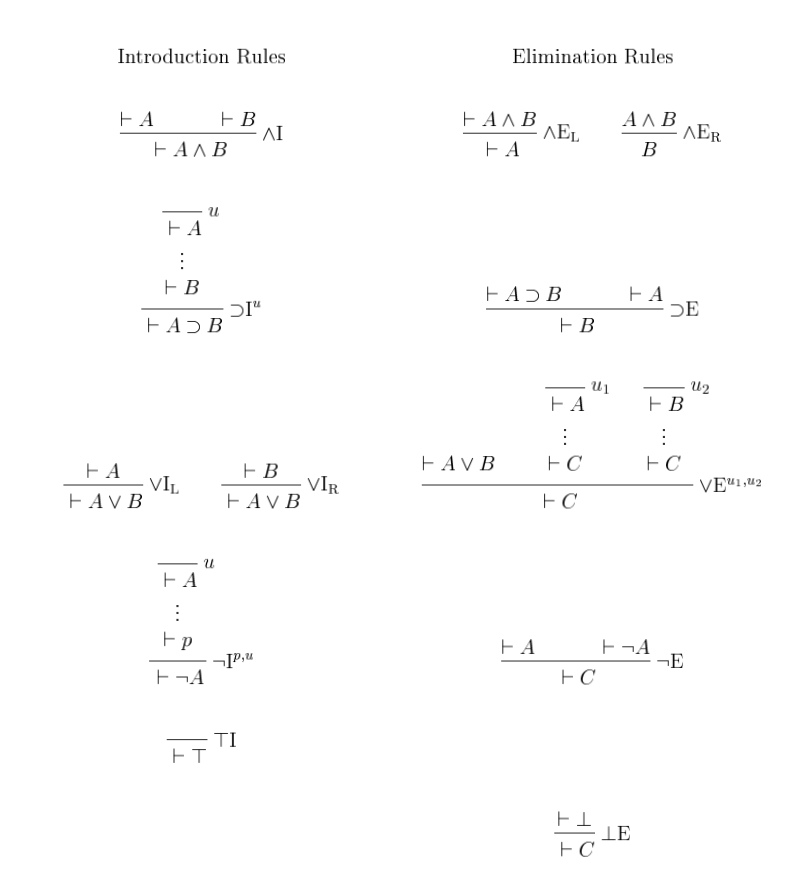 Introduction Rules Elimination Rules
⊢ A ⊢ B
⊢ A ∧ B ∧I
⊢ A ∧ B
⊢ A ∧E_L
A ∧ B
B ∧E_R
u
⊢ A
⋮
⊢ B
⊢ A ⊃ B ⊃I^u
⊢ A ⊃ B ⊢ A
⊢ B ⊃E
⊢ A
⊢ A ∨ B ∨I_L
⊢ B
⊢ A ∨ B ∨I_R
u_1 u_2
⊢ A ⊢ B
⋮ ⋮
⊢ A ∨ B ⊢ C ⊢ C
⊢ C ∨E^{u_1,u_2}
u
⊢ A
⋮
⊢ p
⊢ ¬A ¬I^{p,u}
⊢ A ⊢ ¬A
⊢ C ¬E
⊢ ⊤ ⊤I
⊢ ⊥
⊢ C ⊥E